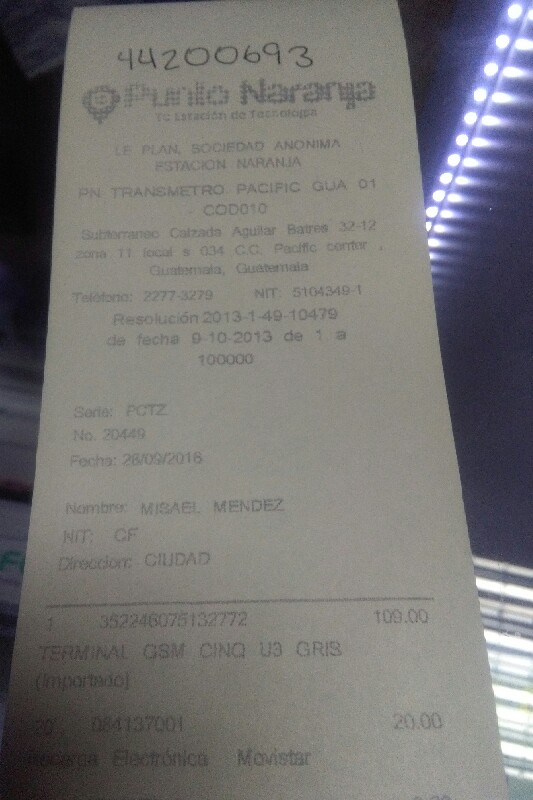 44200693
Punto Naranja
Tu Estación de Tecnología
LE PLAN, SOCIEDAD ANONIMA
ESTACION NARANJA
PN TRANSMETRO PACIFIC GUA 01
COD010
Subterraneo Calzada Aguilar Batres 32-12
zona 11 local s 034 C.C. Pacific center ,
Guatemala, Guatemala
Teléfono: 2277-3279 NIT: 5104349-1
Resolución 2013-1-49-10479
de fecha 9-10-2013 de 1 a
100000
Serie: PCTZ
No. 20449
Fecha: 28/09/2016
Nombre: MISAEL MENDEZ
NIT: CF
Direccion: CIUDAD
1 352246075132772 109.00
TERMINAL GSM CINQ U3 GRIS
(Importado)
20 084137001 20.00
Recarga Electrónica Movistar